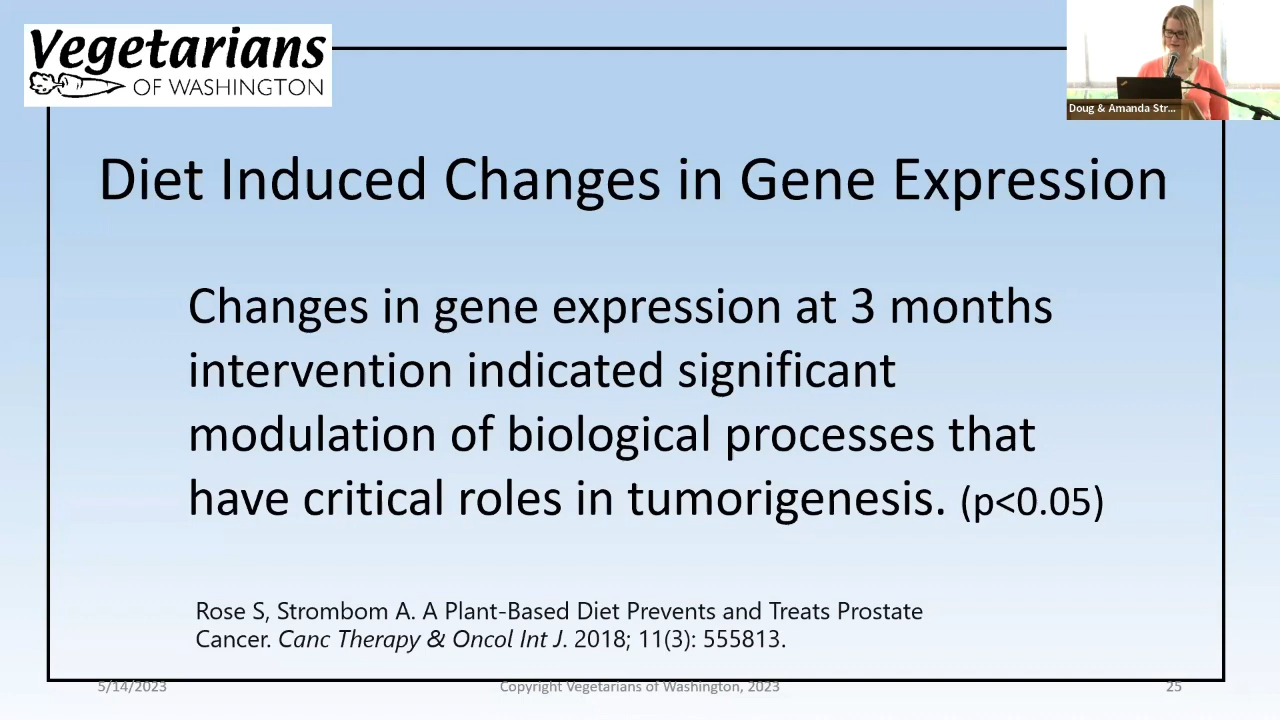 Vegetarians
OF WASHINGTON
Doug & Amanda Str...
Diet Induced Changes in Gene Expression
Changes in gene expression at 3 months
intervention indicated significant
modulation of biological processes that
have critical roles in tumorigenesis. (p<0.05)
Rose S, Strombom A. A Plant-Based Diet Prevents and Treats Prostate
Cancer. Canc Therapy & Oncol Int J. 2018; 11(3): 555813.
5/14/2023
Copyright Vegetarians of Washington, 2023
25